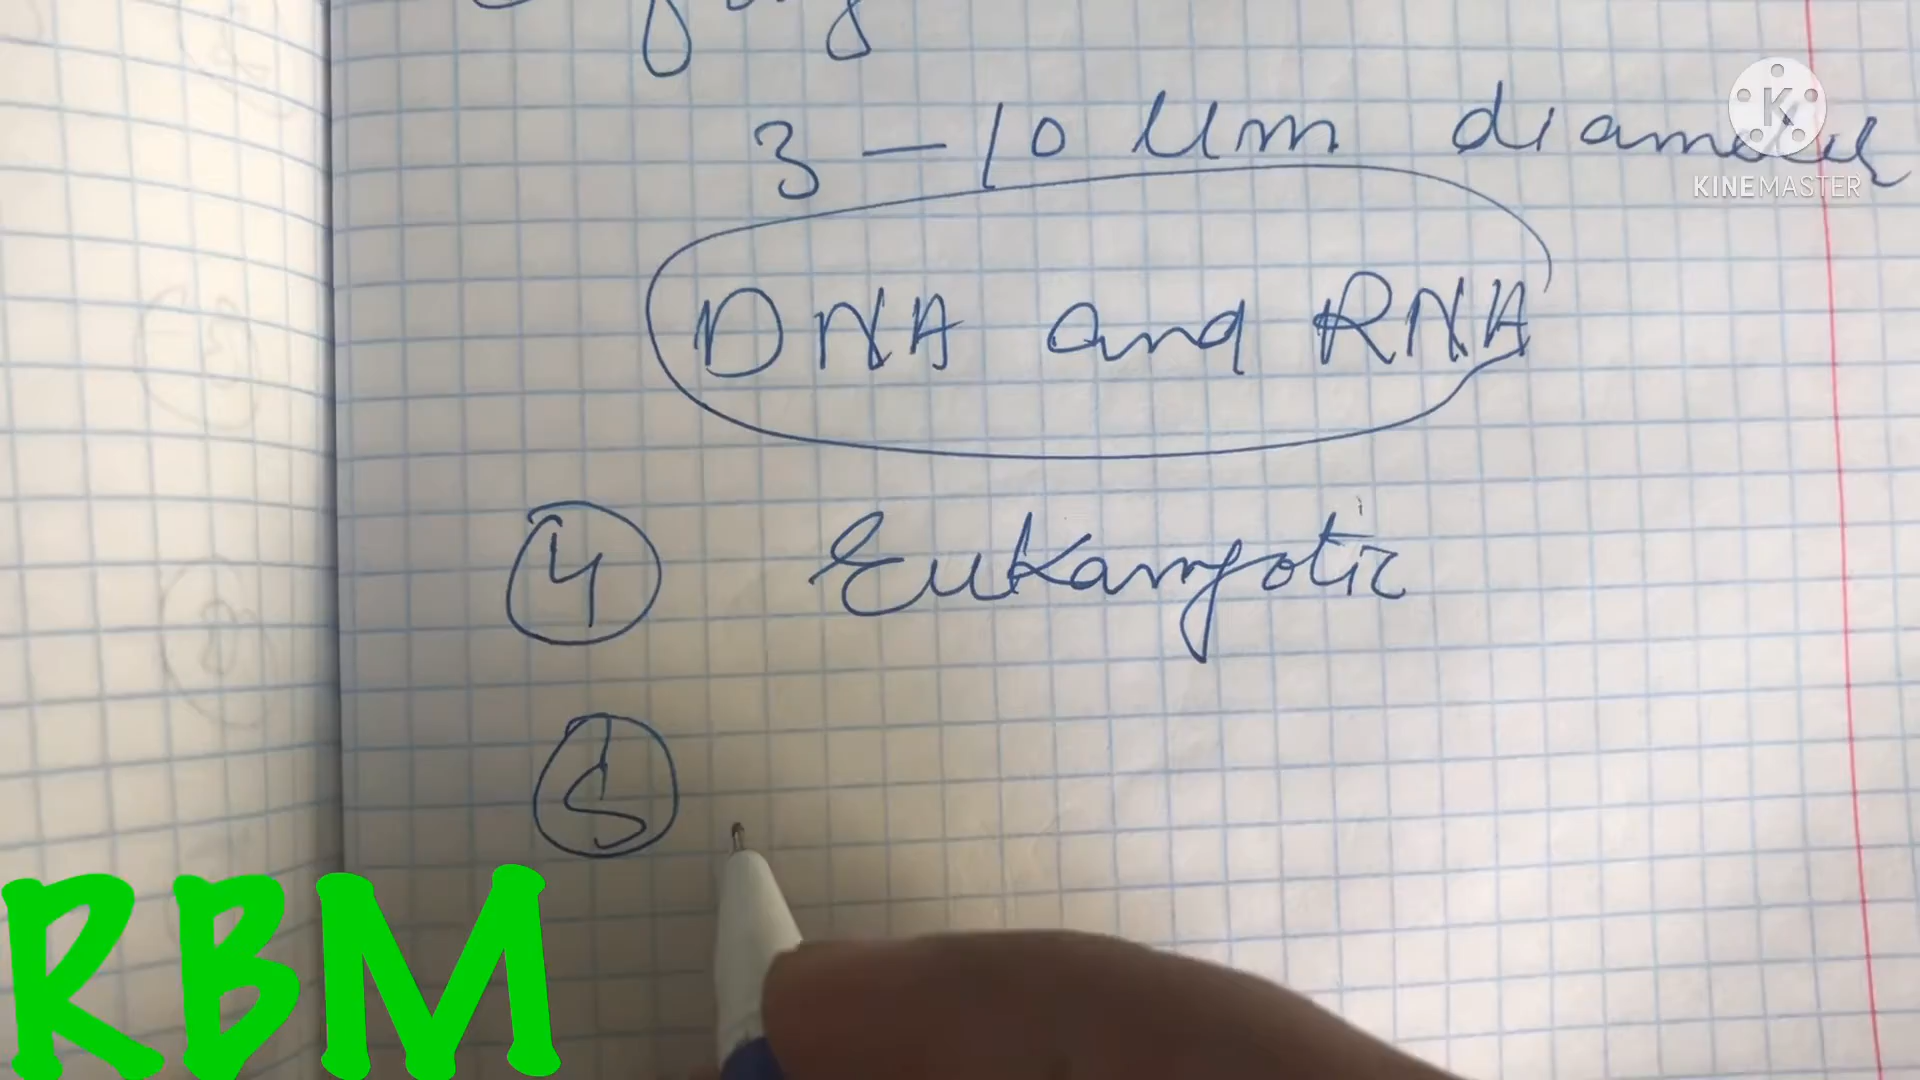 3 – 10 Um diameter
KINEMASTER
DNA and RNA
4 Eukaryotic
5
RBM